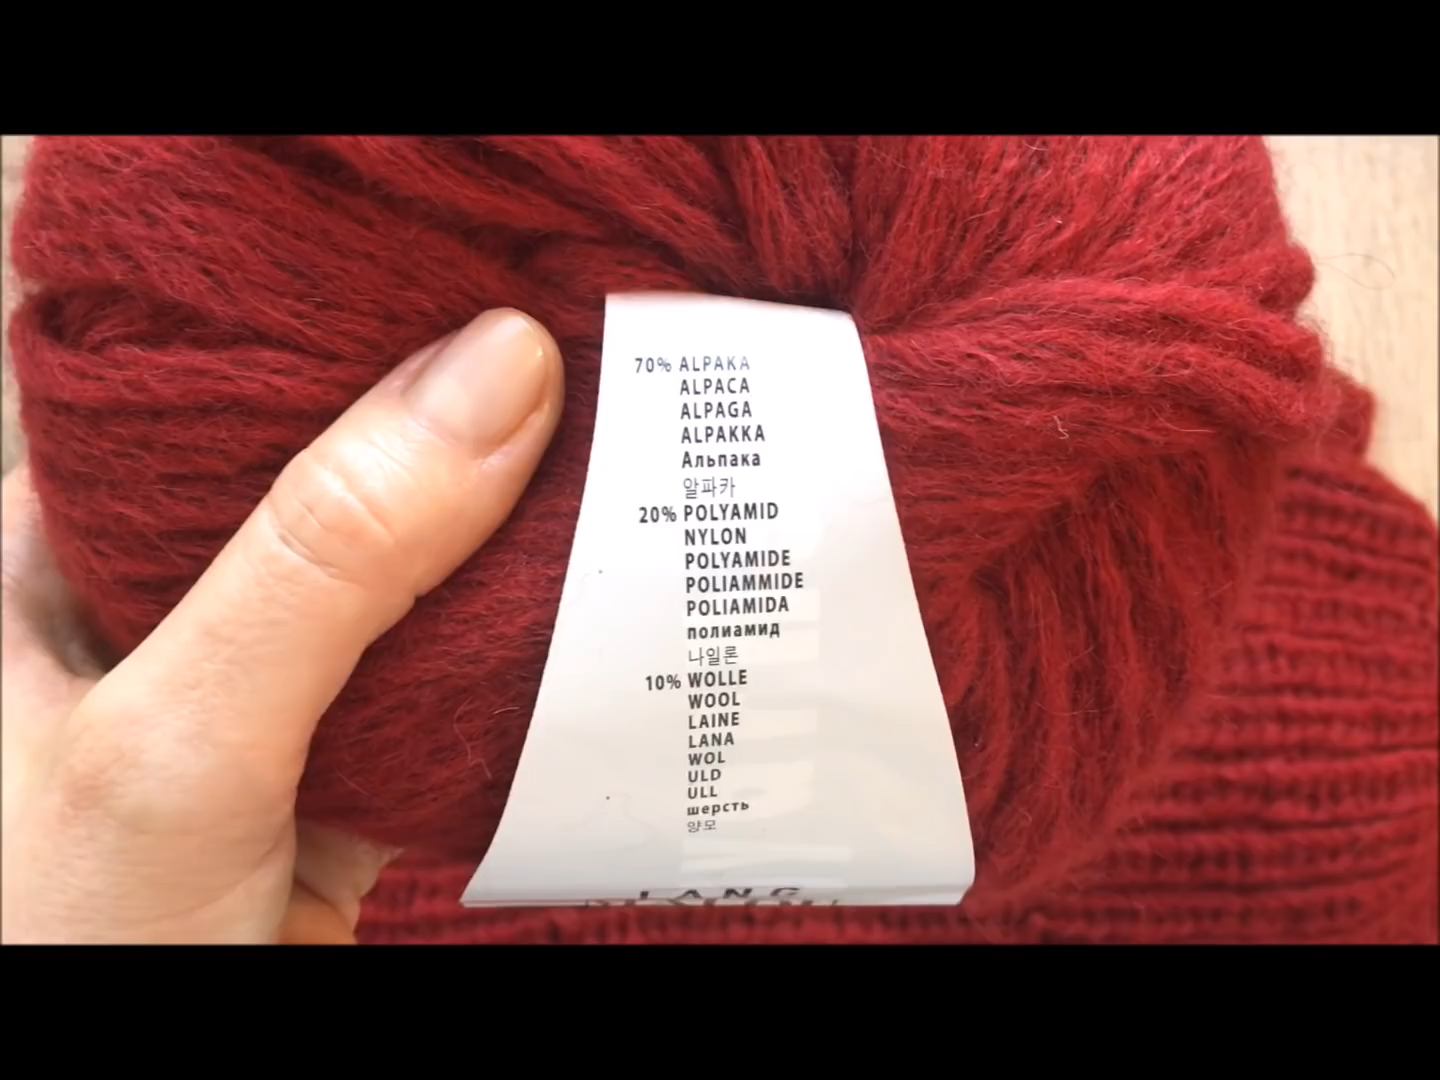 70% ALPAKA
ALPACA
ALPAGA
ALPAKKA
Альпака
알파카
20% POLYAMID
NYLON
POLYAMIDE
POLIAMMIDE
POLIAMIDA
полиамид
나일론
10% WOLLE
WOOL
LAINE
LANA
WOL
ULD
ULL
шерсть
양모
LANG